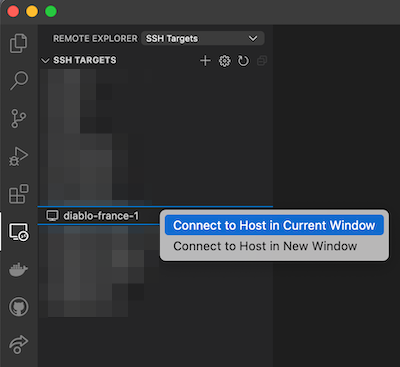 REMOTE EXPLORER
SSH Targets
SSH TARGETS
diablo-france-1
Connect to Host in Current Window
Connect to Host in New Window